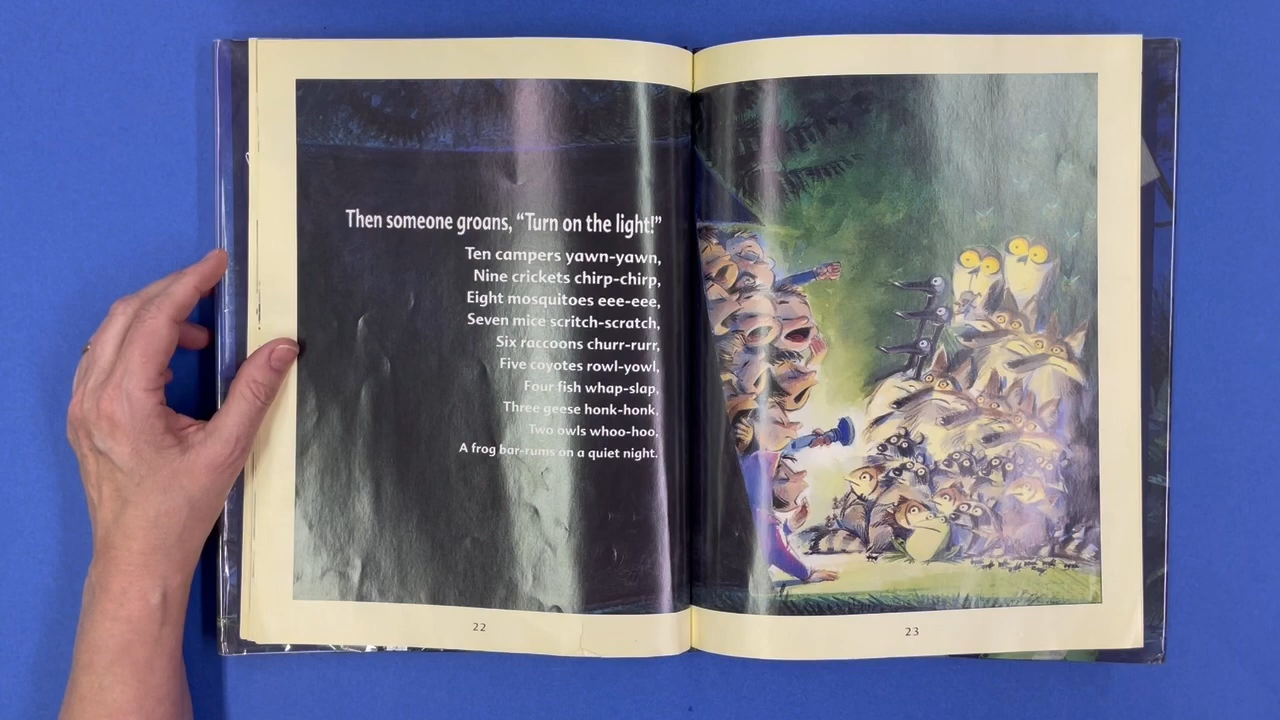 Then someone groans, “Turn on the light!”
Ten campers yawn-yawn,
Nine crickets chirp-chirp,
Eight mosquitoes eee-eee,
Seven mice scritch-scratch,
Six raccoons churr-rurr,
Five coyotes rowl-yowl,
Four fish whap-slap,
Three geese honk-honk,
Two owls whoo-hoo,
A frog bar-rums on a quiet night.
22
23